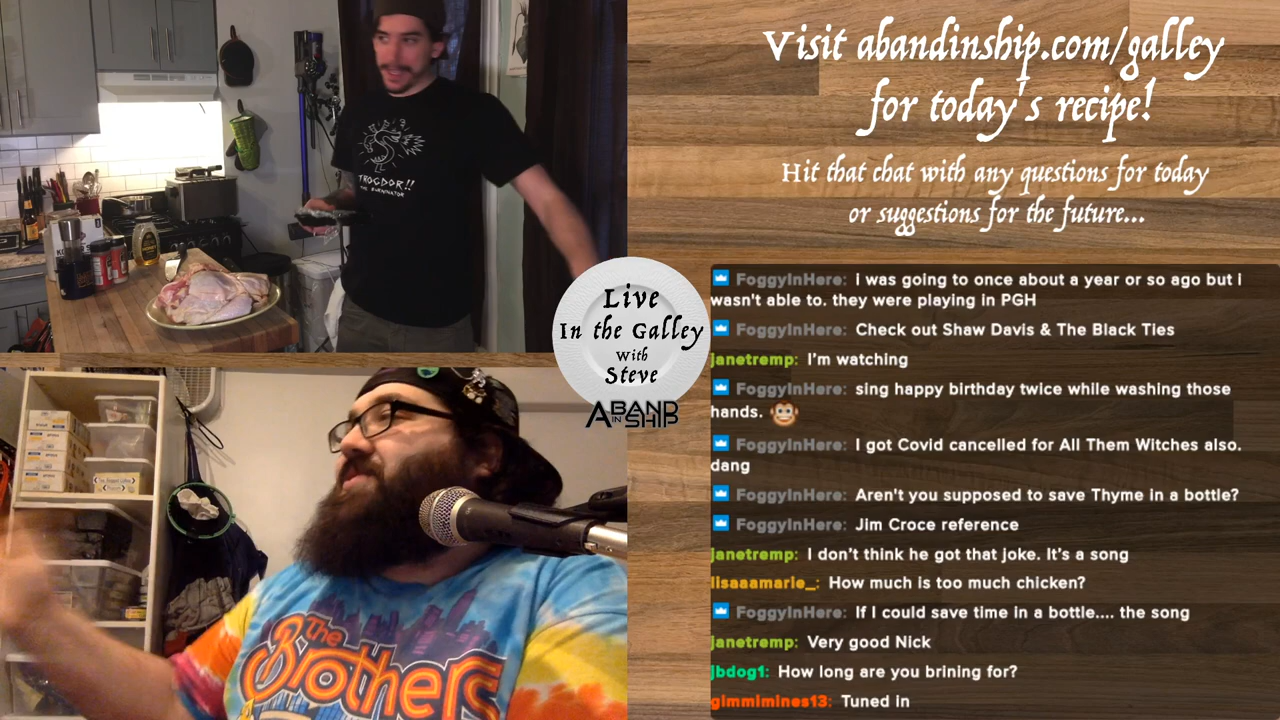 Visit abandinship.com/galley
for today's recipe!
Hit that chat with any questions for today
or suggestions for the future...
TROGDOR!!
THE BURNINATOR
Live
In the Galley
with
Steve
ABAND
IN SHIP
The
Brothers
FoggyInHere: i was going to once about a year or so ago but i
wasn't able to. they were playing in PGH
FoggyInHere: Check out Shaw Davis & The Black Ties
janetremp: I'm watching
FoggyInHere: sing happy birthday twice while washing those
hands.
FoggyInHere: I got Covid cancelled for All Them Witches also.
dang
FoggyInHere: Aren't you supposed to save Thyme in a bottle?
FoggyInHere: Jim Croce reference
janetremp: I don't think he got that joke. It's a song
lisaaamarie_: How much is too much chicken?
FoggyInHere: If I could save time in a bottle.... the song
janetremp: Very good Nick
jbdog1: How long are you brining for?
gimmimines13: Tuned in